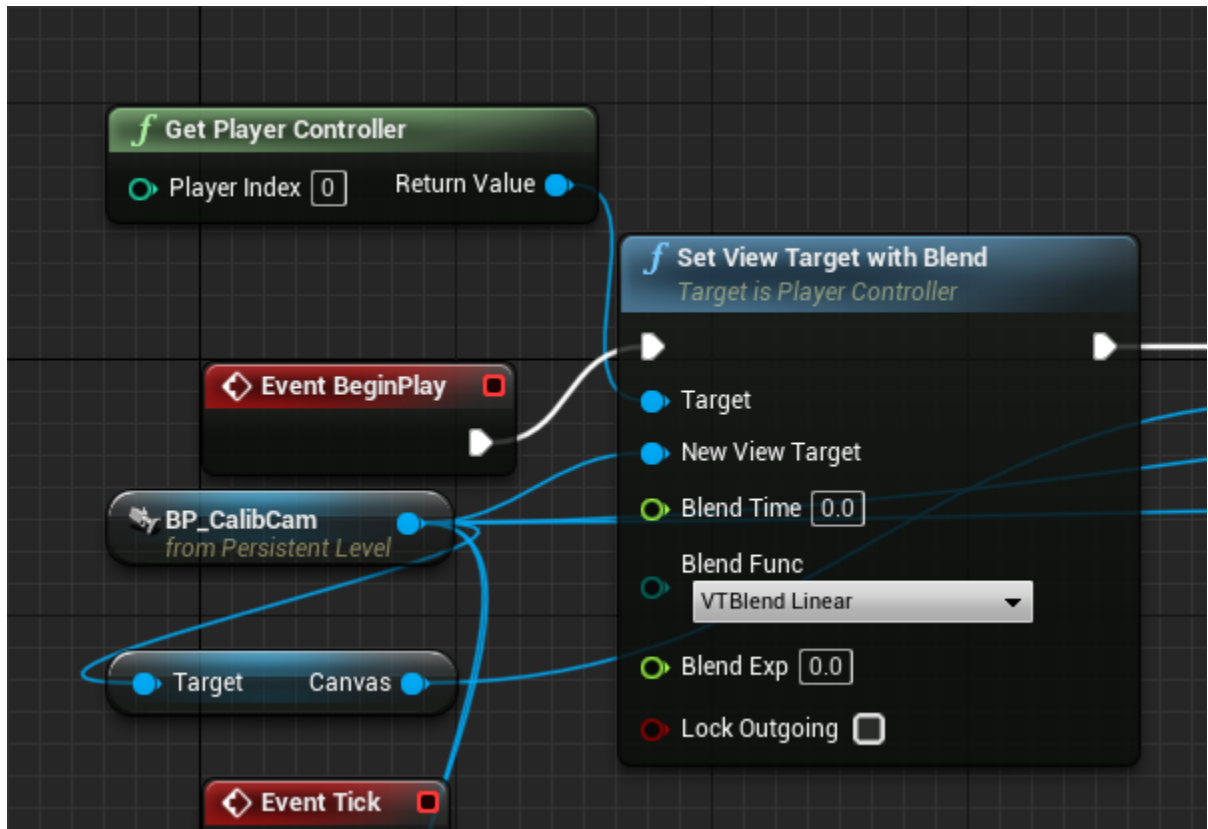 Get Player Controller
Player Index 0 Return Value
Set View Target with Blend
Target is Player Controller
Event BeginPlay
Target
New View Target
BP_CalibCam
from Persistent Level
Blend Time 0.0
Blend Func
VTBlend Linear
Target Canvas
Blend Exp 0.0
Lock Outgoing
Event Tick